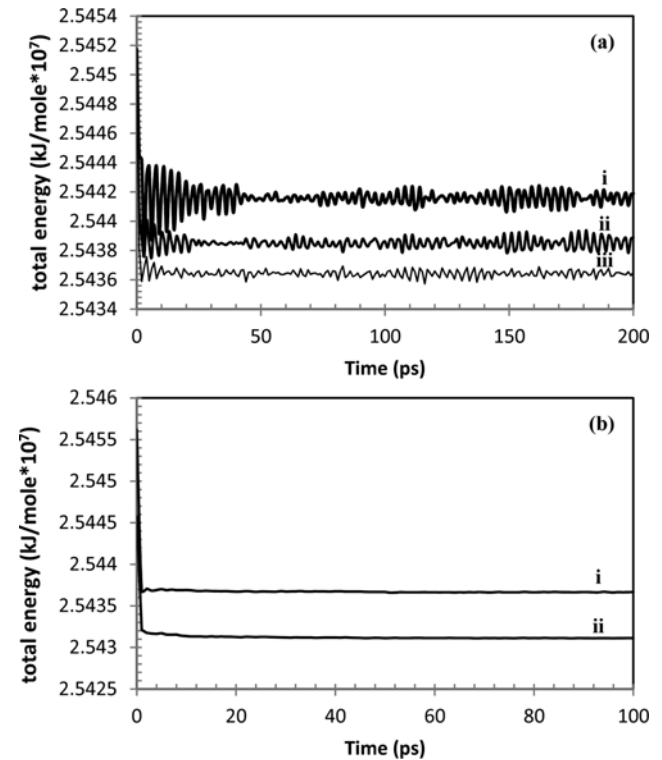 (a)
total energy (kJ/mole*10⁷)
2.5454
2.5452
2.545
2.5448
2.5446
2.5444
2.5442
2.544
2.5438
2.5436
2.5434
i
ii
iii
0
50
100
150
200
Time (ps)
(b)
total energy (kJ/mole*10⁷)
2.546
2.5455
2.545
2.5445
2.544
2.5435
2.543
2.5425
i
ii
0
20
40
60
80
100
Time (ps)